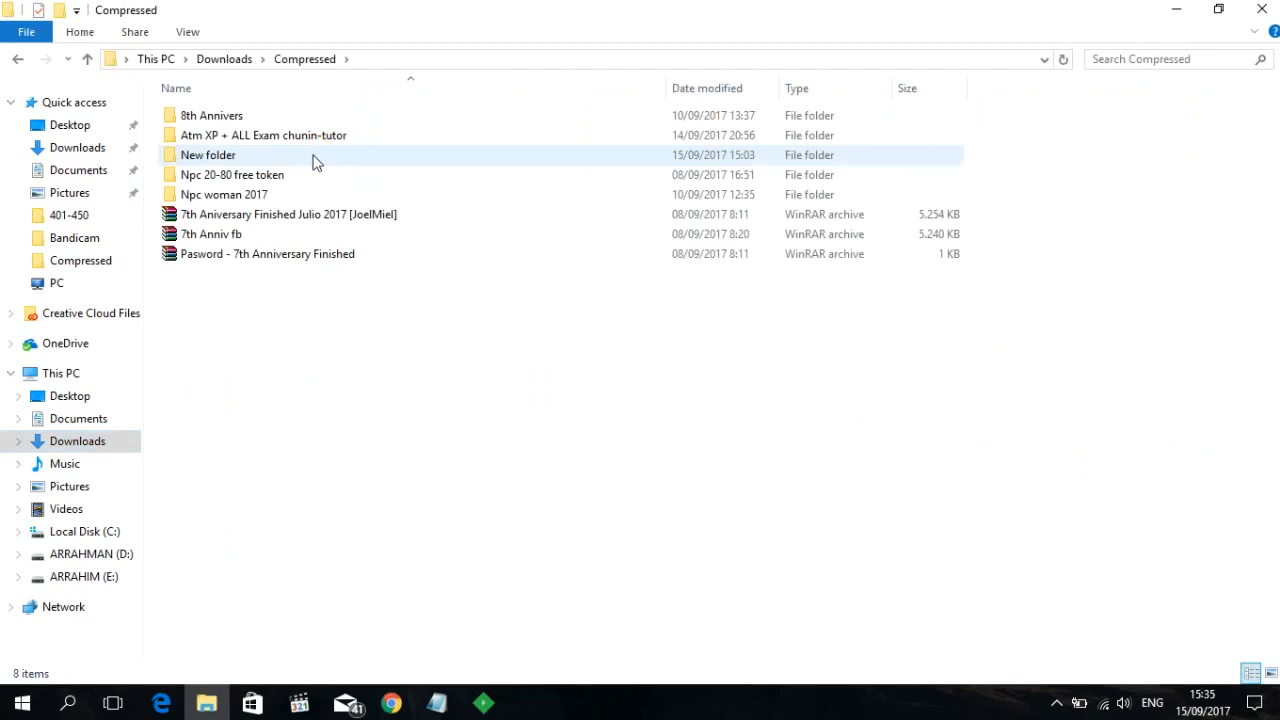 Compressed
File Home Share View
This PC Downloads Compressed Search Compressed
Name Date modified Type Size
Quick access
Desktop
Downloads
Documents
Pictures
401-450
Bandicam
Compressed
PC
Creative Cloud Files
OneDrive
This PC
Desktop
Documents
Downloads
Music
Pictures
Videos
Local Disk (C:)
ARRAHMAN (D:)
ARRAHIM (E:)
Network
8th Annivers 10/09/2017 13:37 File folder
Atm XP + ALL Exam chunin-tutor 14/09/2017 20:56 File folder
New folder 15/09/2017 15:03 File folder
Npc 20-80 free token 08/09/2017 16:51 File folder
Npc woman 2017 10/09/2017 12:35 File folder
7th Aniversary Finished Julio 2017 [JoelMiel] 08/09/2017 8:11 WinRAR archive 5.254 KB
7th Anniv fb 08/09/2017 8:20 WinRAR archive 5.240 KB
Pasword - 7th Anniversary Finished 08/09/2017 8:11 WinRAR archive 1 KB
8 items
321
41
ENG
15:35
15/09/2017